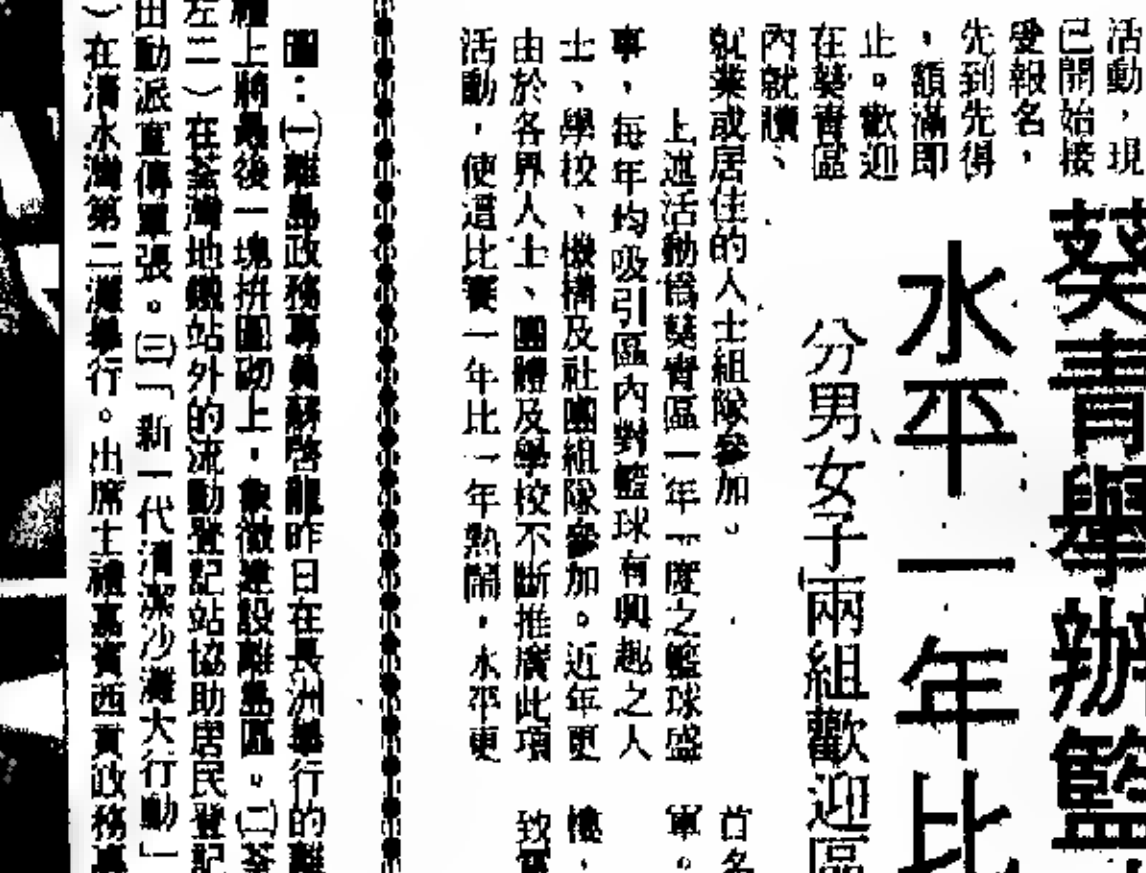 葵青舉辦籃
水平一年比
分男、女子兩組歡迎區
活動，現
已開始接
受報名，
先到先得
，額滿即
止。歡迎
在葵青區
內就讀、
就業或居住的人士組隊參加。
上述活動為葵青區一年一度之籃球盛
事，每年均吸引區內對籃球有興趣之人
士、學校、機構及社團組隊參加。近年更
由於各界人士、團體及學校不斷推廣此項
活動，使這比賽一年比一年熱鬧，水平更
首名
軍。
樓，
致
圖：㈠離島政務專員蘇啓龍昨日在長洲舉行的離
上將最後一塊拼圖砌上，象徵建設離島區。㈡荃
左二）在荃灣地鐵站外的流動登記站協助居民登記
動派宣傳單張。㈢「新一代清潔沙灘大行動」
）在清水灣第二灘舉行。出席主禮嘉賓西貢政務專